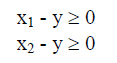 x₁ - y ≥ 0
x₂ - y ≥ 0